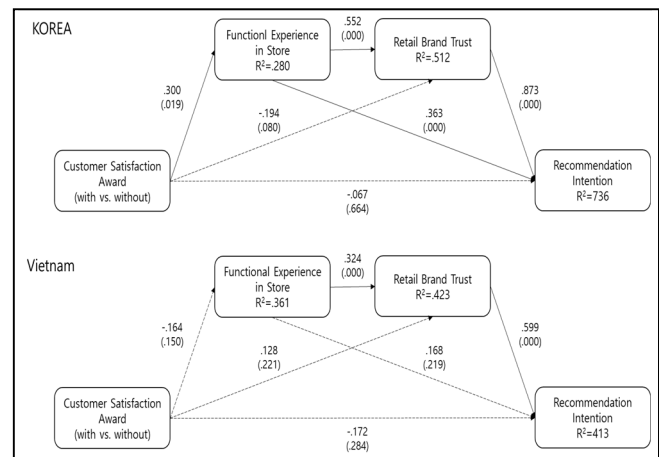 KOREA
Functionl Experience
in Store
R²=.280
.552
(.000)
Retail Brand Trust
R²=.512
.300
(.019)
-.194
(.080)
.363
(.000)
.873
(.000)
Customer Satisfaction
Award
(with vs. without)
-.067
(.664)
Recommendation
Intention
R²=736
Vietnam
Functional Experience
in Store
R²=.361
.324
(.000)
Retail Brand Trust
R²=.423
-.164
(.150)
.128
(.221)
.168
(.219)
.599
(.000)
Customer Satisfaction
Award
(with vs. without)
-.172
(.284)
Recommendation
Intention
R²=413